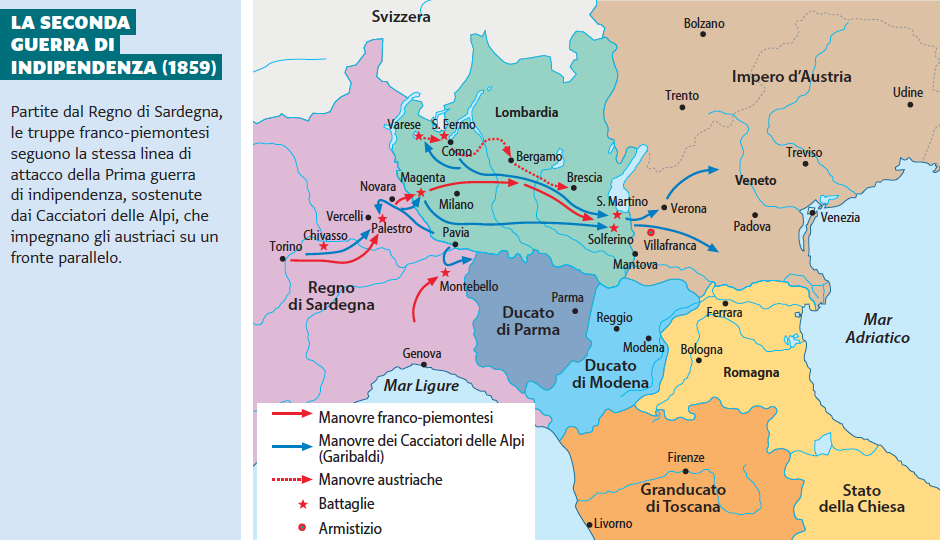 LA SECONDA
GUERRA DI
INDIPENDENZA (1859)
Partite dal Regno di Sardegna,
le truppe franco-piemontesi
seguono la stessa linea di
attacco della Prima guerra
di indipendenza, sostenute
dai Cacciatori delle Alpi, che
impegnano gli austriaci su un
fronte parallelo.
Svizzera
Bolzano
Impero d'Austria
Trento
Udine
Lombardia
Varese
S. Fermo
Como
Bergamo
Treviso
Brescia
Veneto
Magenta
Novara
Milano
S. Martino
Verona
Venezia
Padova
Vercelli
Palestro
Pavia
Solferino
Villafranca
Chivasso
Torino
Mantova
Regno
di Sardegna
Montebello
Parma
Ducato
di Parma
Reggio
Ferrara
Mar
Adriatico
Modena
Bologna
Genova
Ducato
di Modena
Romagna
Mar Ligure
Manovre franco-piemontesi
Manovre dei Cacciatori delle Alpi
(Garibaldi)
Manovre austriache
Battaglie
Armistizio
Firenze
Granducato
di Toscana
Stato
della Chiesa
Livorno